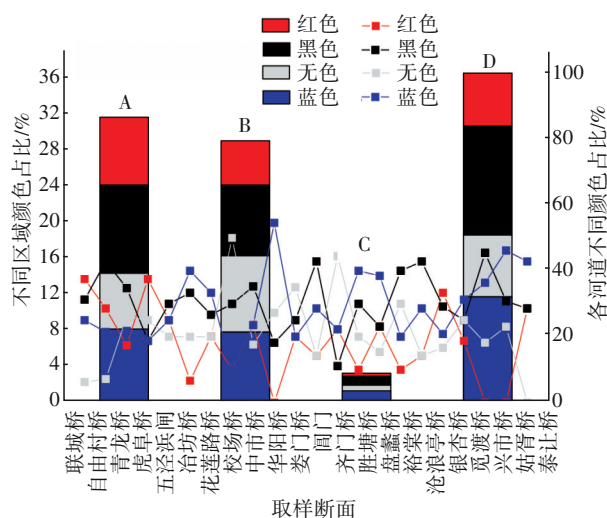 红色 红色
黑色 黑色
无色 无色
蓝色 蓝色
A
B
C
D
不同区域颜色占比/%
36
32
28
24
20
16
12
8
4
0
各河道不同颜色占比/%
100
80
60
40
20
0
联城桥
自由村桥
青龙桥
虎阜桥
五泾浜闸
冶坊桥
花莲路桥
校场桥
中市桥
华阳桥
娄门桥
阊门
齐门桥
胜塘桥
盘蠡桥
裕棠桥
沧浪亭桥
银杏桥
觅渡桥
兴市桥
姑胥桥
泰让桥
取样断面